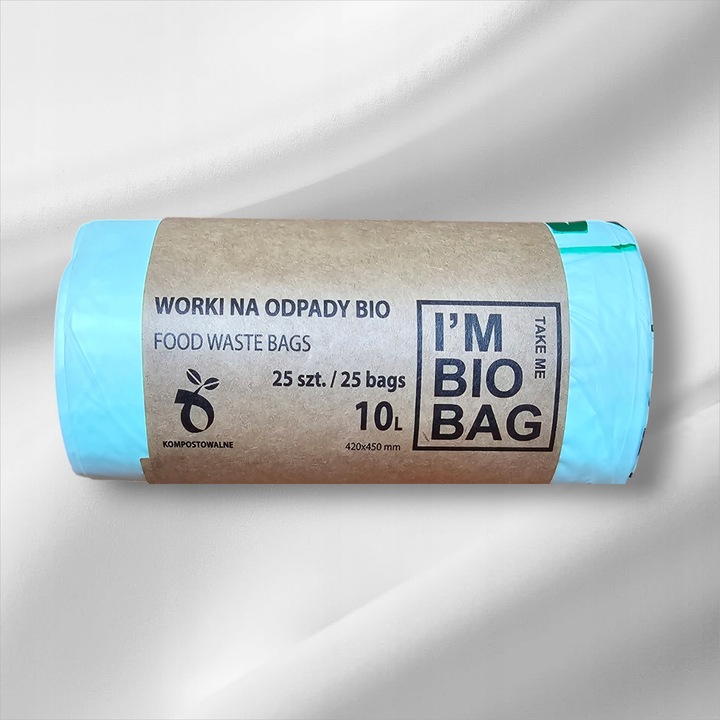 WORKI NA ODPADY BIO
FOOD WASTE BAGS
25 szt. / 25 bags
10L
420x450 mm
KOMPOSTOWALNE
I'M
BIO
BAG
TAKE ME